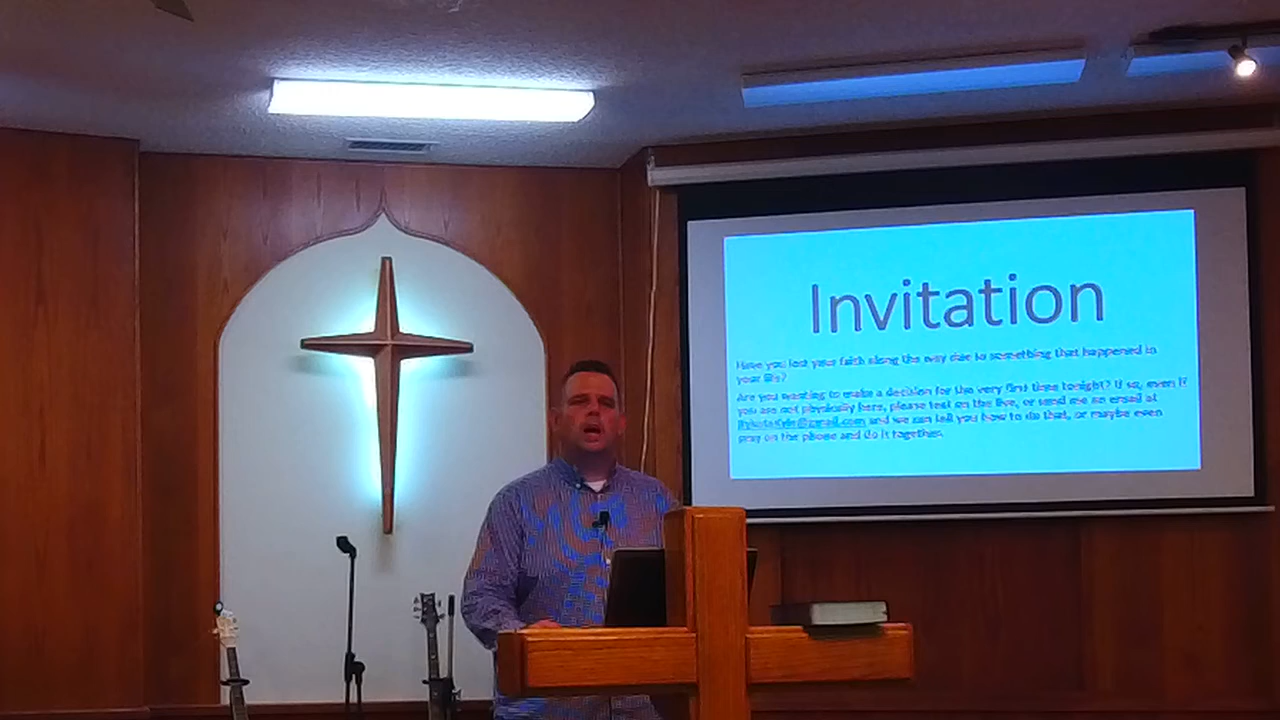 Invitation
Have you lost your faith along the way due to something that happened in
your life?
Are you wanting to make a decision for the very first time tonight? If so, even if
you are not physically here, please text on the live, or send me an email at
@gmail.com and we can tell you how to do that, or maybe even
pray on the phone and do it together.